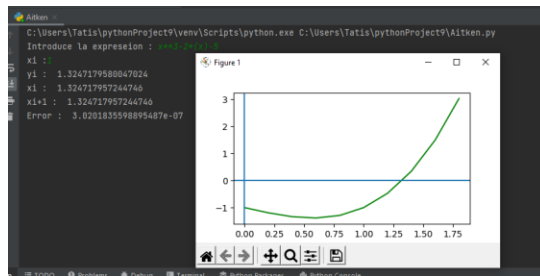 Aitken
C:\Users\Tatis\pythonProject9\venv\Scripts\python.exe C:\Users\Tatis\pythonProject9\Aitken.py
Introduce la expreseion :
xi :1
yi : 1.3247179580047024
xi : 1.324717957244746
xi+1 : 1.324717957244746
Error : 3.0201835598895487e-07
Figure 1
3
2
1
0
−1
0.00 0.25 0.50 0.75 1.00 1.25 1.50 1.75
TODO Problems Debug Terminal Python Packages Python Console